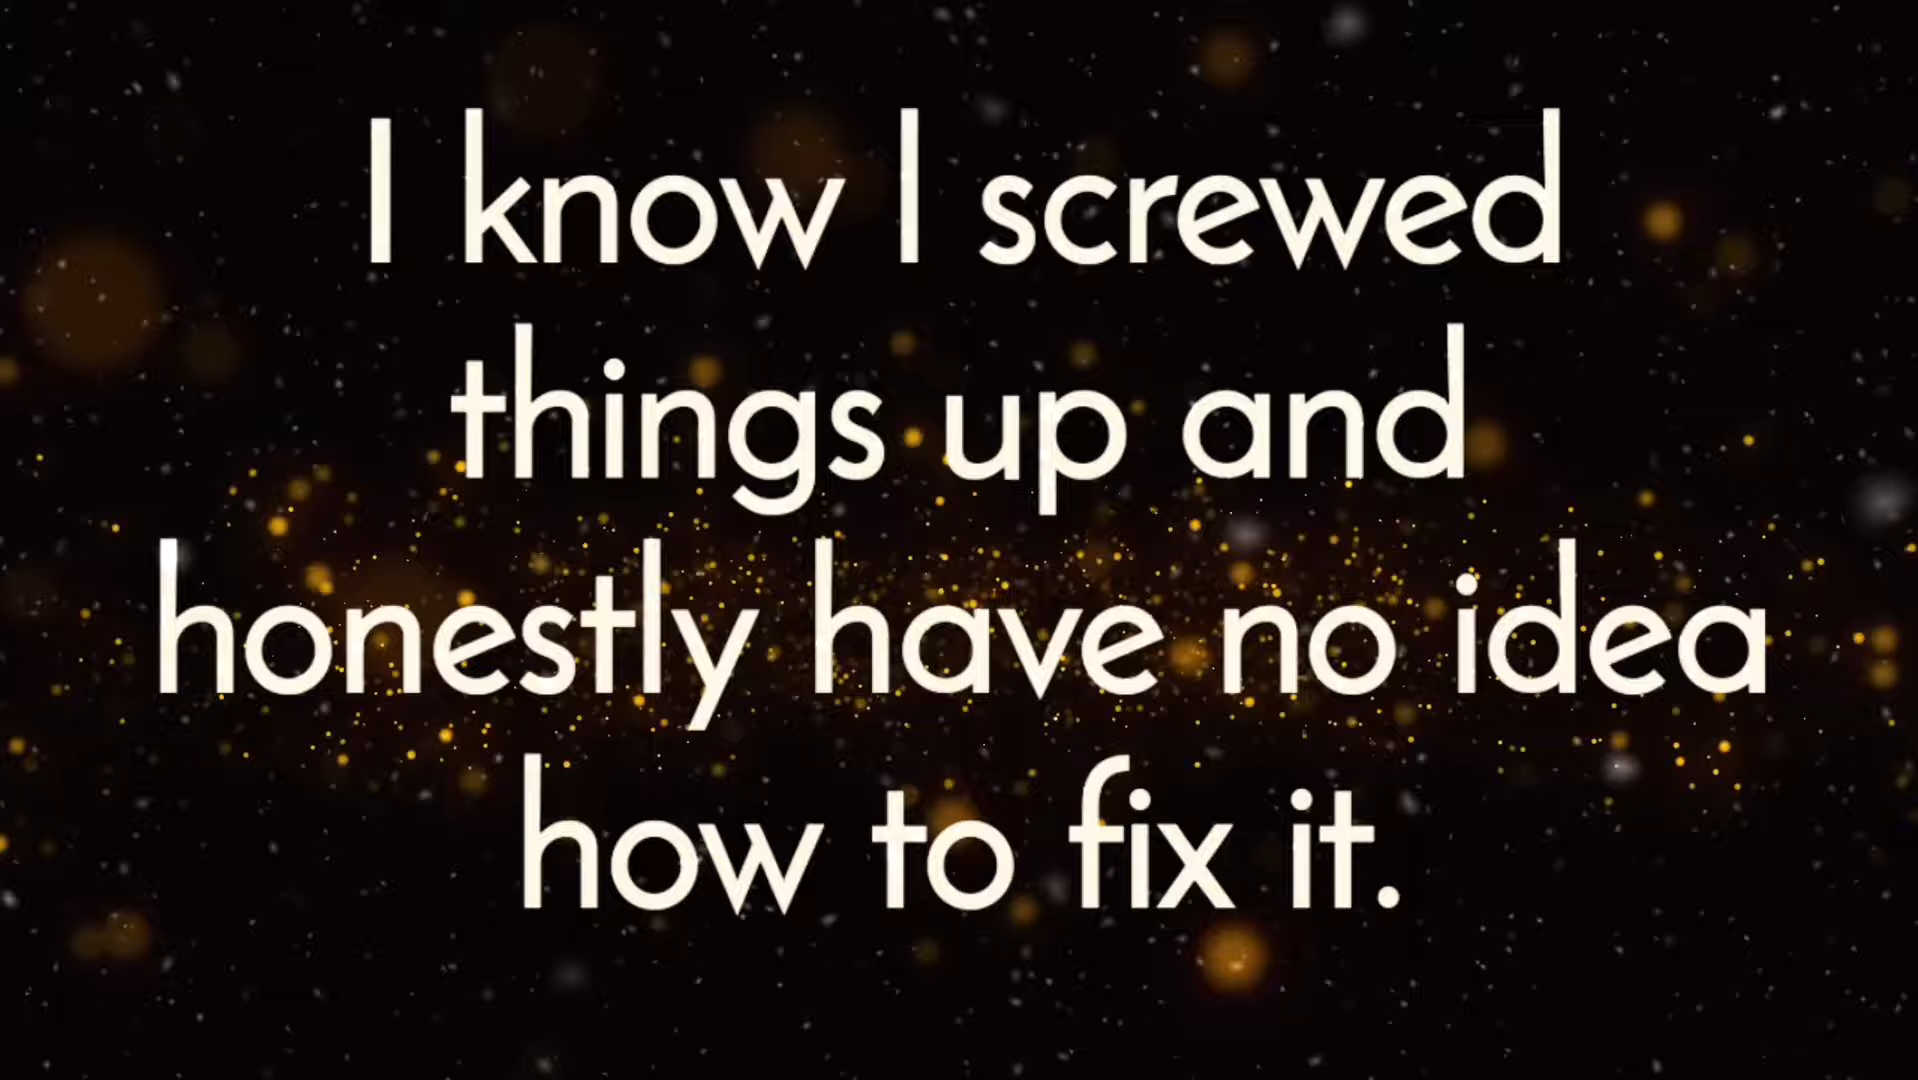 I know I screwed
things up and
honestly have no idea
how to fix it.